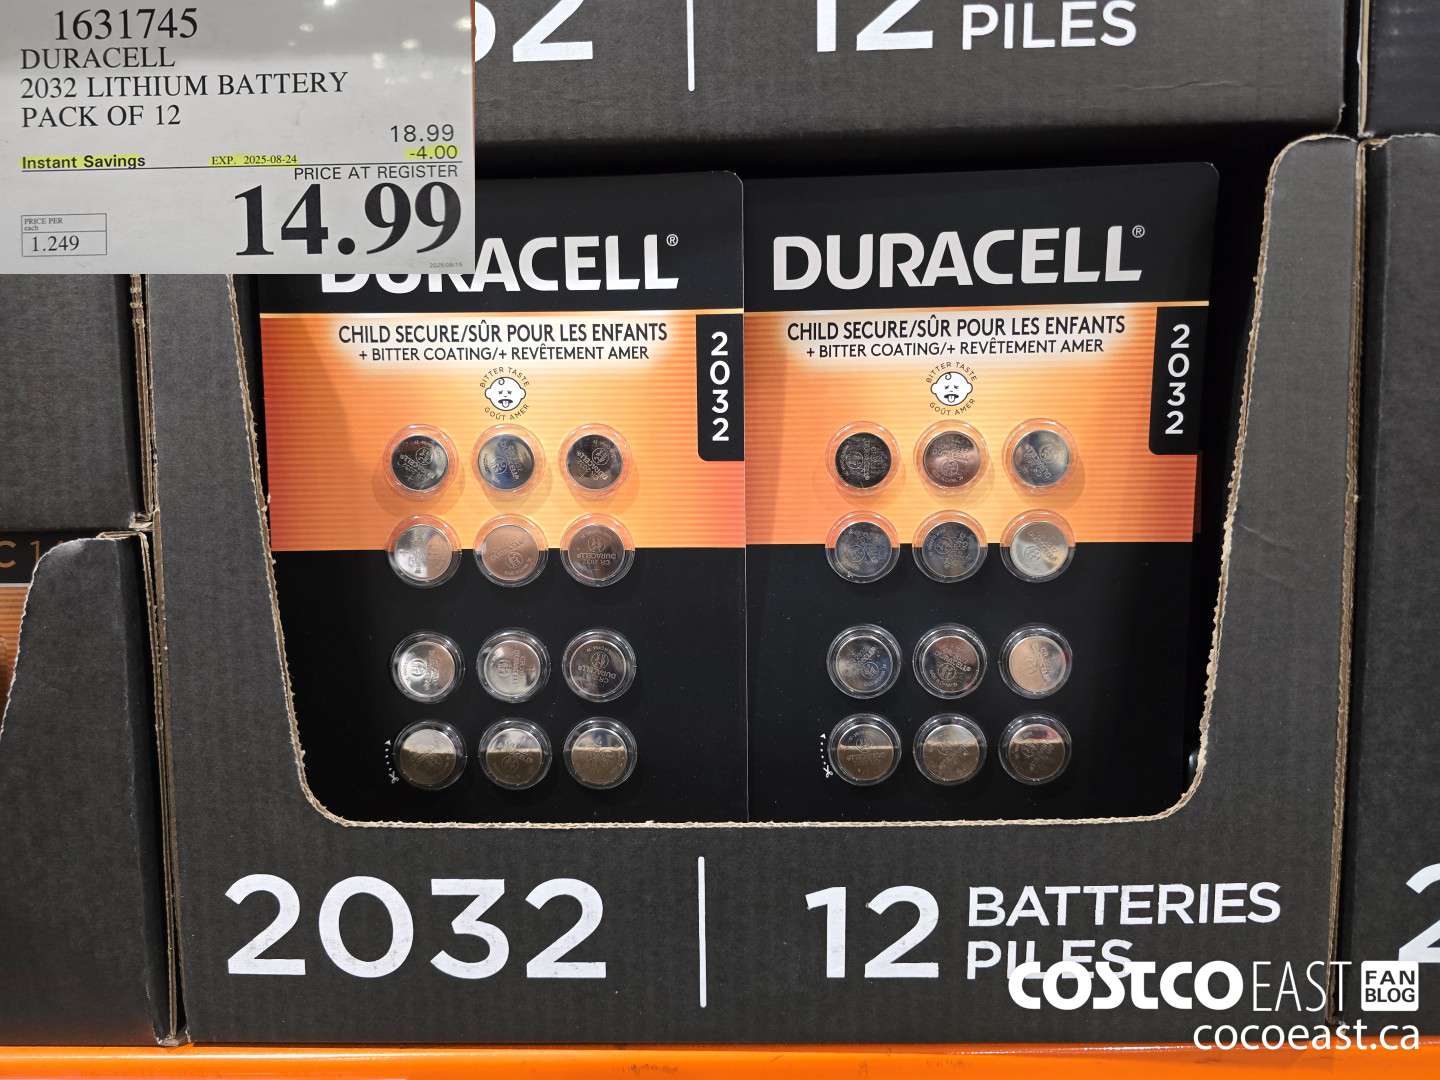 1631745
DURACELL
2032 LITHIUM BATTERY
PACK OF 12
18.99
Instant Savings EXP. 2025-08-24 -4.00
PRICE AT REGISTER
14.99
PRICE PER
each
1.249
32 | 12 PILES
DURACELL®
CHILD SECURE/SÛR POUR LES ENFANTS
+ BITTER COATING/+ REVÊTEMENT AMER
BITTER TASTE
GOÛT AMER
2032
DURACELL®
CHILD SECURE/SÛR POUR LES ENFANTS
+ BITTER COATING/+ REVÊTEMENT AMER
BITTER TASTE
GOÛT AMER
2032
2032 | 12 BATTERIES
PILES
COSTCO EAST FAN
BLOG
cocoeast.ca